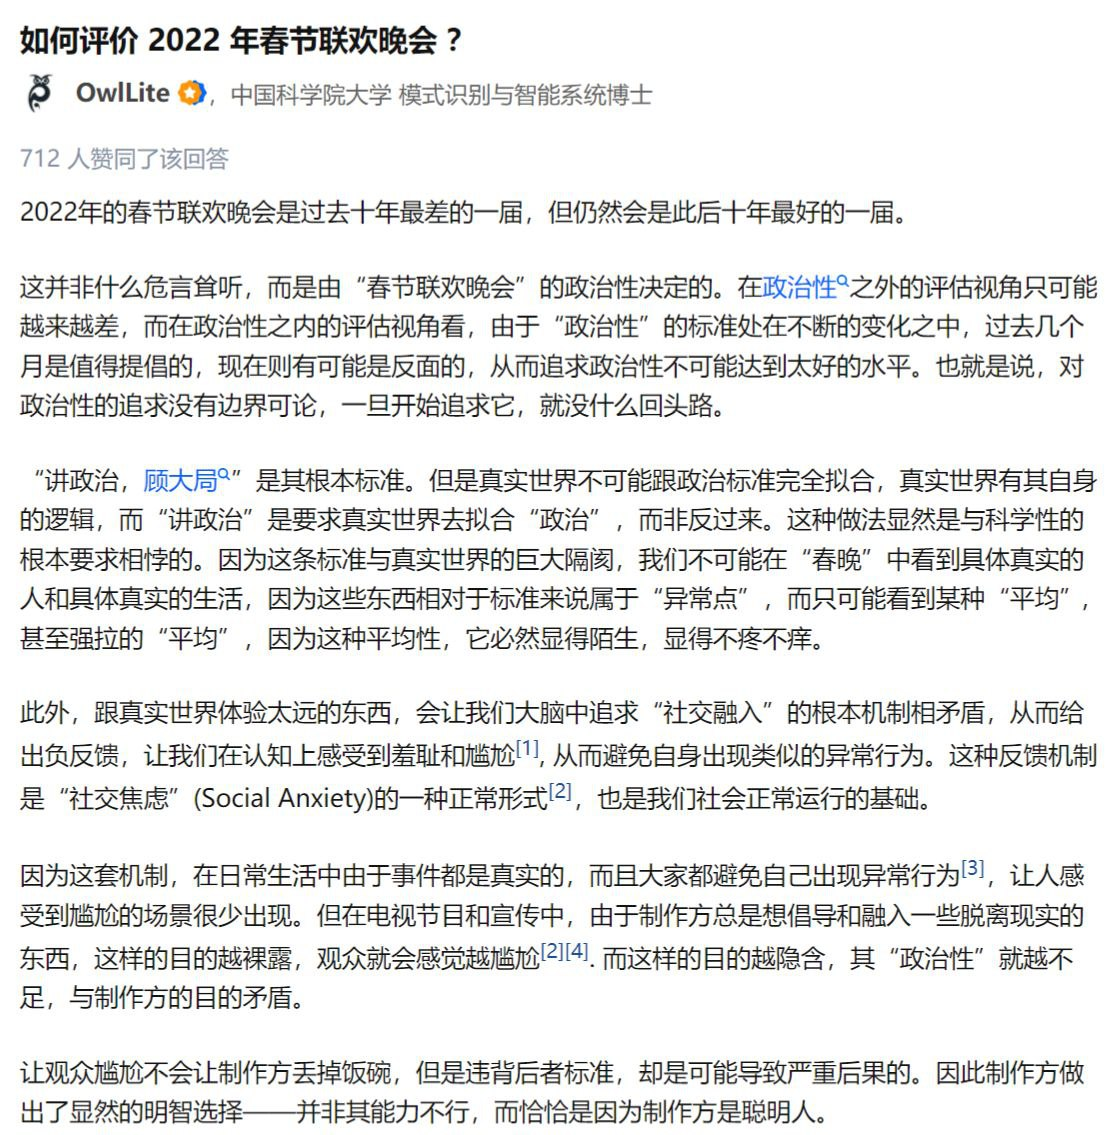 如何评价 2022 年春节联欢晚会？
OwlLite ，中国科学院大学 模式识别与智能系统博士
712 人赞同了该回答
2022年的春节联欢晚会是过去十年最差的一届，但仍然会是此后十年最好的一届。
这并非什么危言耸听，而是由“春节联欢晚会”的政治性决定的。在政治性之外的评估视角只可能
越来越差，而在政治性之内的评估视角看，由于“政治性”的标准处在不断的变化之中，过去几个
月是值得提倡的，现在则有可能是反面的，从而追求政治性不可能达到太好的水平。也就是说，对
政治性的追求没有边界可论，一旦开始追求它，就没什么回头路。
“讲政治，顾大局”是其根本标准。但是真实世界不可能跟政治标准完全拟合，真实世界有其自身
的逻辑，而“讲政治”是要求真实世界去拟合“政治”，而非反过来。这种做法显然是与科学性的
根本要求相悖的。因为这条标准与真实世界的巨大隔阂，我们不可能在“春晚”中看到具体真实的
人和具体真实的生活，因为这些东西相对于标准来说属于“异常点”，而只可能看到某种“平均”，
甚至强拉的“平均”，因为这种平均性，它必然显得陌生，显得不疼不痒。
此外，跟真实世界体验太远的东西，会让我们大脑中追求“社交融入”的根本机制相矛盾，从而给
出负反馈，让我们在认知上感受到羞耻和尴尬[1], 从而避免自身出现类似的异常行为。这种反馈机制
是“社交焦虑”(Social Anxiety)的一种正常形式[2]，也是我们社会正常运行的基础。
因为这套机制，在日常生活中由于事件都是真实的，而且大家都避免自己出现异常行为[3]，让人感
受到尴尬的场景很少出现。但在电视节目和宣传中，由于制作方总是想倡导和融入一些脱离现实的
东西，这样的目的越裸露，观众就会感觉越尴尬[2][4]. 而这样的目的越隐含，其“政治性”就越不
足，与制作方的目的矛盾。
让观众尴尬不会让制作方丢掉饭碗，但是违背后者标准，却是可能导致严重后果的。因此制作方做
出了显然的明智选择——并非其能力不行，而恰恰是因为制作方是聪明人。